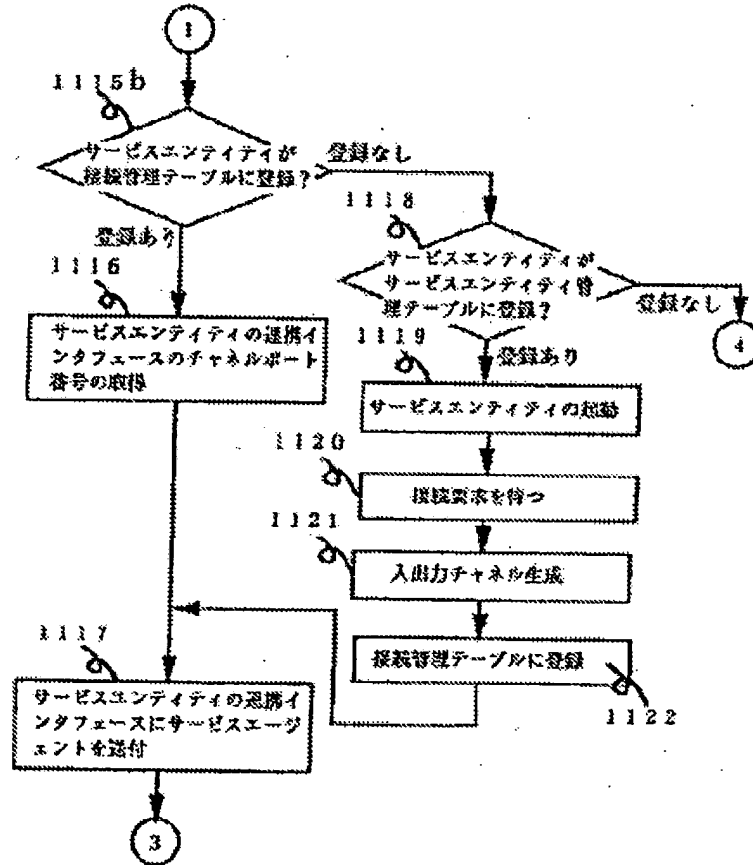 1
1115b
サービスエンティティが
接続管理テーブルに登録？
登録なし
登録あり
1118
サービスエンティティが
サービスエンティティ管
理テーブルに登録？
登録なし
4
1116
サービスエンティティの連携イ
ンタフェースのチャネルポート
番号の取得
1119
登録あり
サービスエンティティの起動
1120
接続要求を待つ
1121
入出力チャネル生成
接続管理テーブルに登録
1122
1117
サービスエンティティの連携イ
ンタフェースにサービスエージ
ェントを送付
3